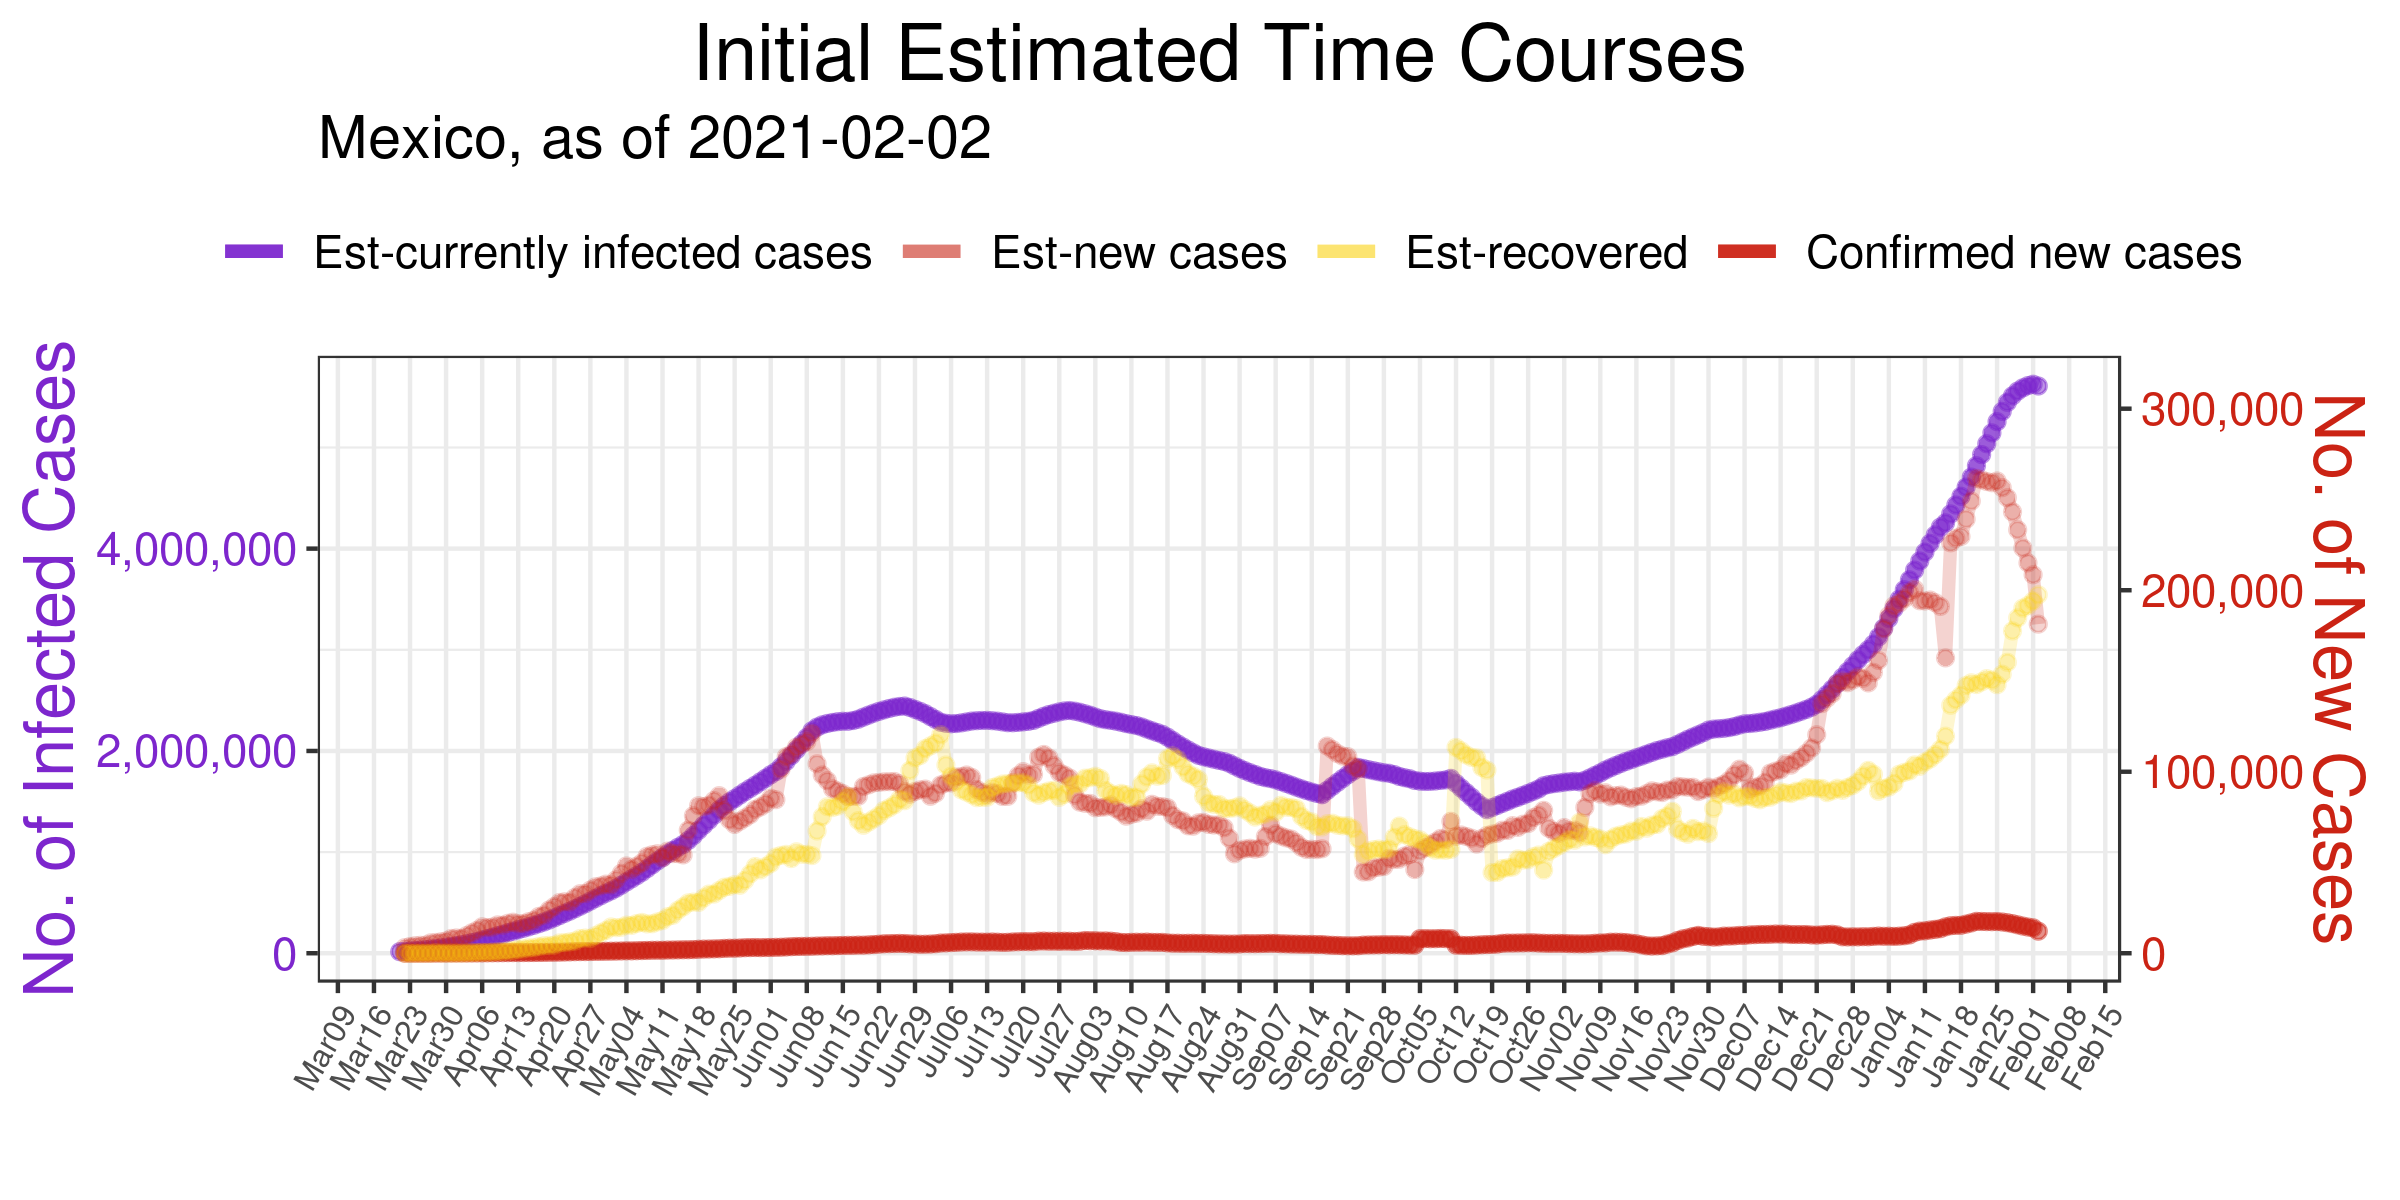 Initial Estimated Time Courses
Mexico, as of 2021-02-02
Est-currently infected cases
Est-new cases
Est-recovered
Confirmed new cases
No. of Infected Cases
4,000,000
2,000,000
0
300,000
200,000
100,000
0
No. of New Cases
Mar09 Mar16 Mar23 Mar30 Apr06 Apr13 Apr20 Apr27 May04 May11 May18 May25 Jun01 Jun08 Jun15 Jun22 Jun29 Jul06 Jul13 Jul20 Jul27 Aug03 Aug10 Aug17 Aug24 Aug31 Sep07 Sep14 Sep21 Sep28 Oct05 Oct12 Oct19 Oct26 Nov02 Nov09 Nov16 Nov23 Nov30 Dec07 Dec14 Dec21 Dec28 Jan04 Jan11 Jan18 Jan25 Feb01 Feb08 Feb15